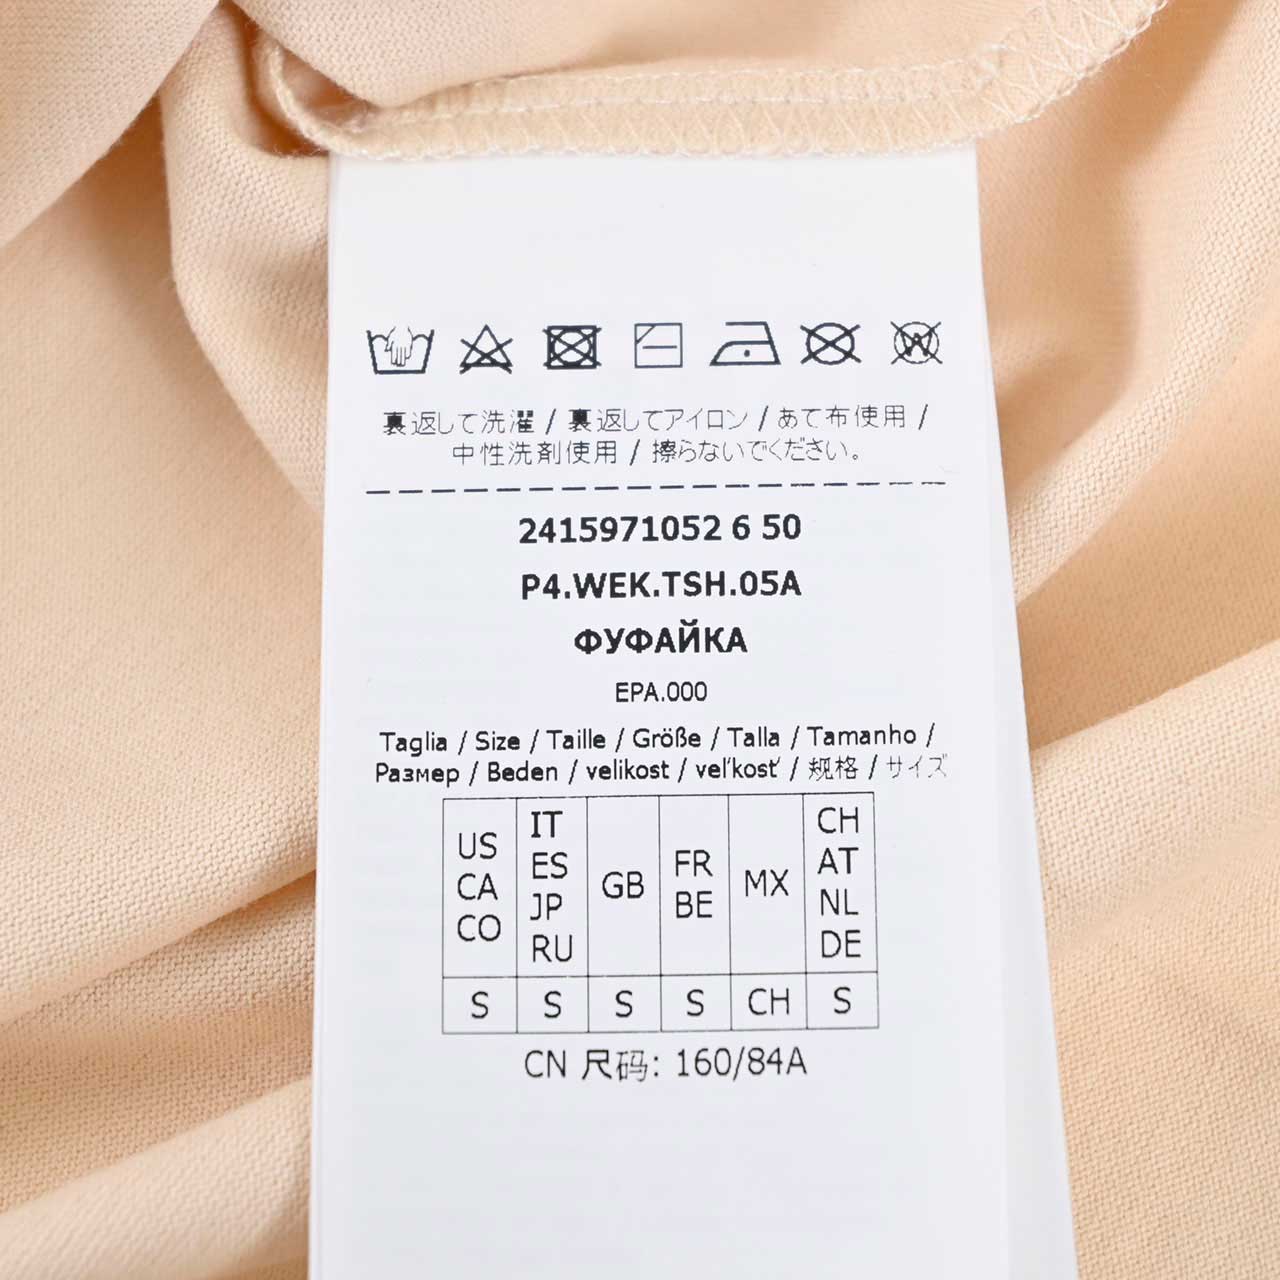 裏返して洗濯 / 裏返してアイロン / あて布使用 /
中性洗剤使用 / 擦らないでください。
2415971052 6 50
P4.WEK.TSH.05A
ФУФАЙКА
EPA.000
Taglia / Size / Taille / Größe / Talla / Tamanho /
Размер / Beden / velikost / veľkosť / 规格 / サイズ
US CA CO IT ES JP RU GB FR BE MX CH AT NL DE
S S S S CH S
CN 尺码: 160/84A